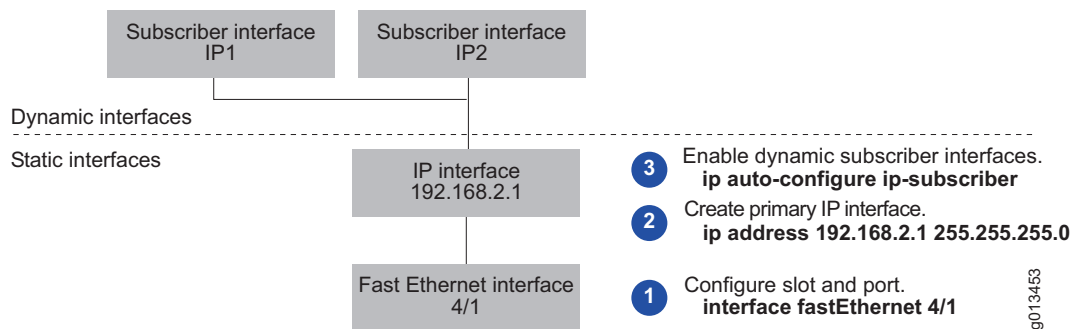 Subscriber interface
IP1
Subscriber interface
IP2
Dynamic interfaces
Static interfaces
IP interface
192.168.2.1
3
Enable dynamic subscriber interfaces.
ip auto-configure ip-subscriber
2
Create primary IP interface.
ip address 192.168.2.1 255.255.255.0
Fast Ethernet interface
4/1
1
Configure slot and port.
interface fastEthernet 4/1
g013453